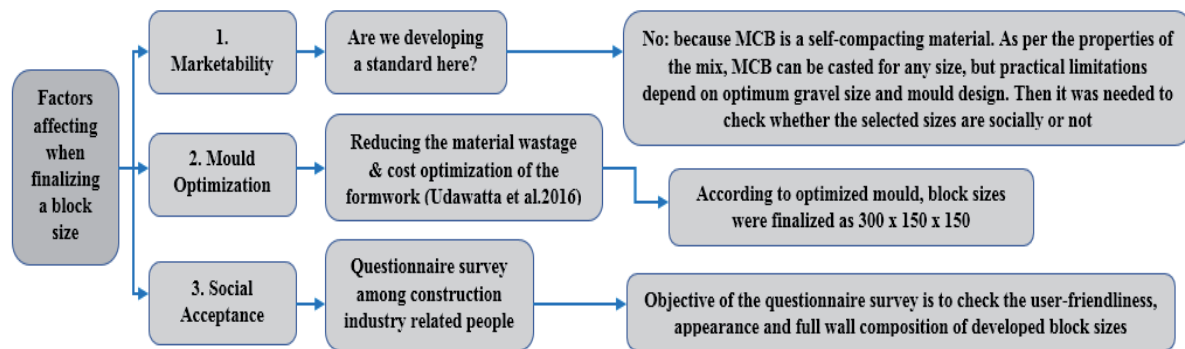 Factors
affecting
when
finalizing
a block
size
1.
Marketability
Are we developing
a standard here?
No: because MCB is a self-compacting material. As per the properties of
the mix, MCB can be casted for any size, but practical limitations
depend on optimum gravel size and mould design. Then it was needed to
check whether the selected sizes are socially or not
2. Mould
Optimization
Reducing the material wastage
& cost optimization of the
formwork (Udawatta et al.2016)
According to optimized mould, block sizes
were finalized as 300 x 150 x 150
3. Social
Acceptance
Questionnaire survey
among construction
industry related people
Objective of the questionnaire survey is to check the user-friendliness,
appearance and full wall composition of developed block sizes